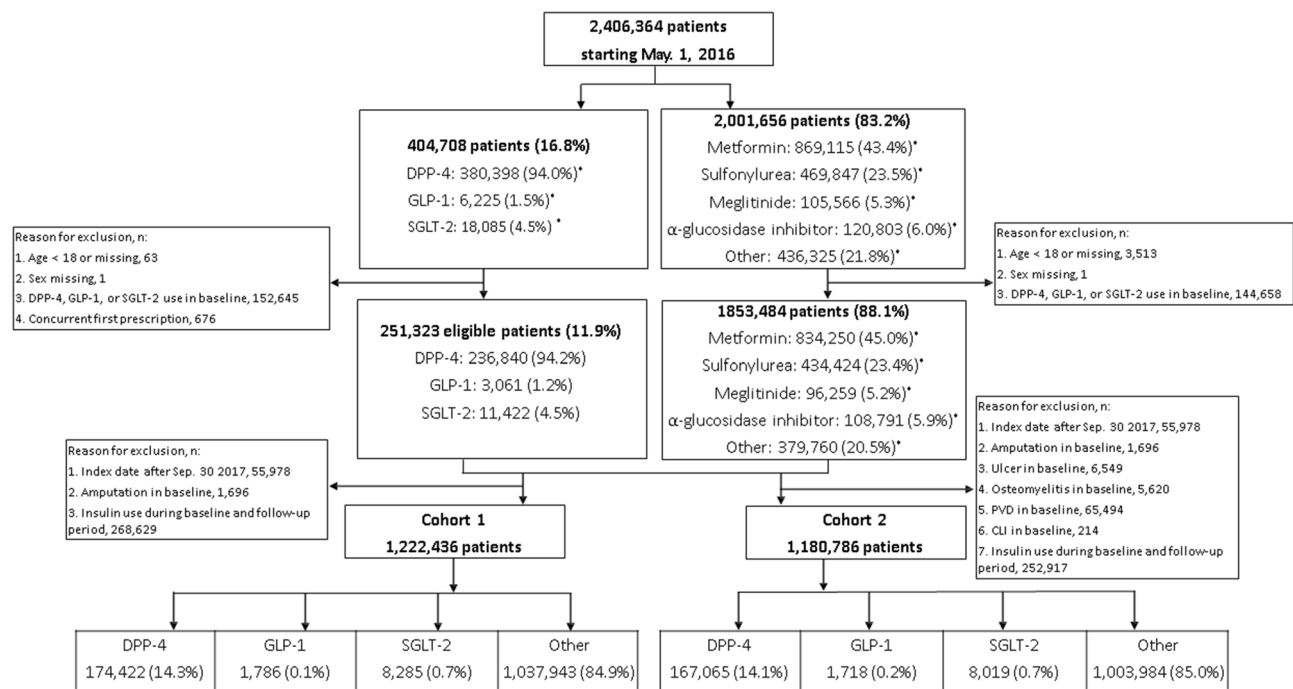 2,406,364 patients
starting May. 1, 2016
404,708 patients (16.8%)
DPP-4: 380,398 (94.0%)*
GLP-1: 6,225 (1.5%)*
SGLT-2: 18,085 (4.5%) *
2,001,656 patients (83.2%)
Metformin: 869,115 (43.4%)*
Sulfonylurea: 469,847 (23.5%)*
Meglitinide: 105,566 (5.3%)*
α-glucosidase inhibitor: 120,803 (6.0%)*
Other: 436,325 (21.8%)*
Reason for exclusion, n:
1. Age < 18 or missing, 63
2. Sex missing, 1
3. DPP-4, GLP-1, or SGLT-2 use in baseline, 152,645
4. Concurrent first prescription, 676
Reason for exclusion, n:
1. Age < 18 or missing, 3,513
2. Sex missing, 1
3. DPP-4, GLP-1, or SGLT-2 use in baseline, 144,658
251,323 eligible patients (11.9%)
DPP-4: 236,840 (94.2%)
GLP-1: 3,061 (1.2%)
SGLT-2: 11,422 (4.5%)
1853,484 patients (88.1%)
Metformin: 834,250 (45.0%)*
Sulfonylurea: 434,424 (23.4%)*
Meglitinide: 96,259 (5.2%)*
α-glucosidase inhibitor: 108,791 (5.9%)*
Other: 379,760 (20.5%)*
Reason for exclusion, n:
1. Index date after Sep. 30 2017, 55,978
2. Amputation in baseline, 1,696
3. Insulin use during baseline and follow-up
period, 268,629
Reason for exclusion, n:
1. Index date after Sep. 30 2017, 55,978
2. Amputation in baseline, 1,696
3. Ulcer in baseline, 6,549
4. Osteomyelitis in baseline, 5,620
5. PVD in baseline, 65,494
6. CLI in baseline, 214
7. Insulin use during baseline and follow-up
period, 252,917
Cohort 1
1,222,436 patients
Cohort 2
1,180,786 patients
DPP-4
174,422 (14.3%)
GLP-1
1,786 (0.1%)
SGLT-2
8,285 (0.7%)
Other
1,037,943 (84.9%)
DPP-4
167,065 (14.1%)
GLP-1
1,718 (0.2%)
SGLT-2
8,019 (0.7%)
Other
1,003,984 (85.0%)